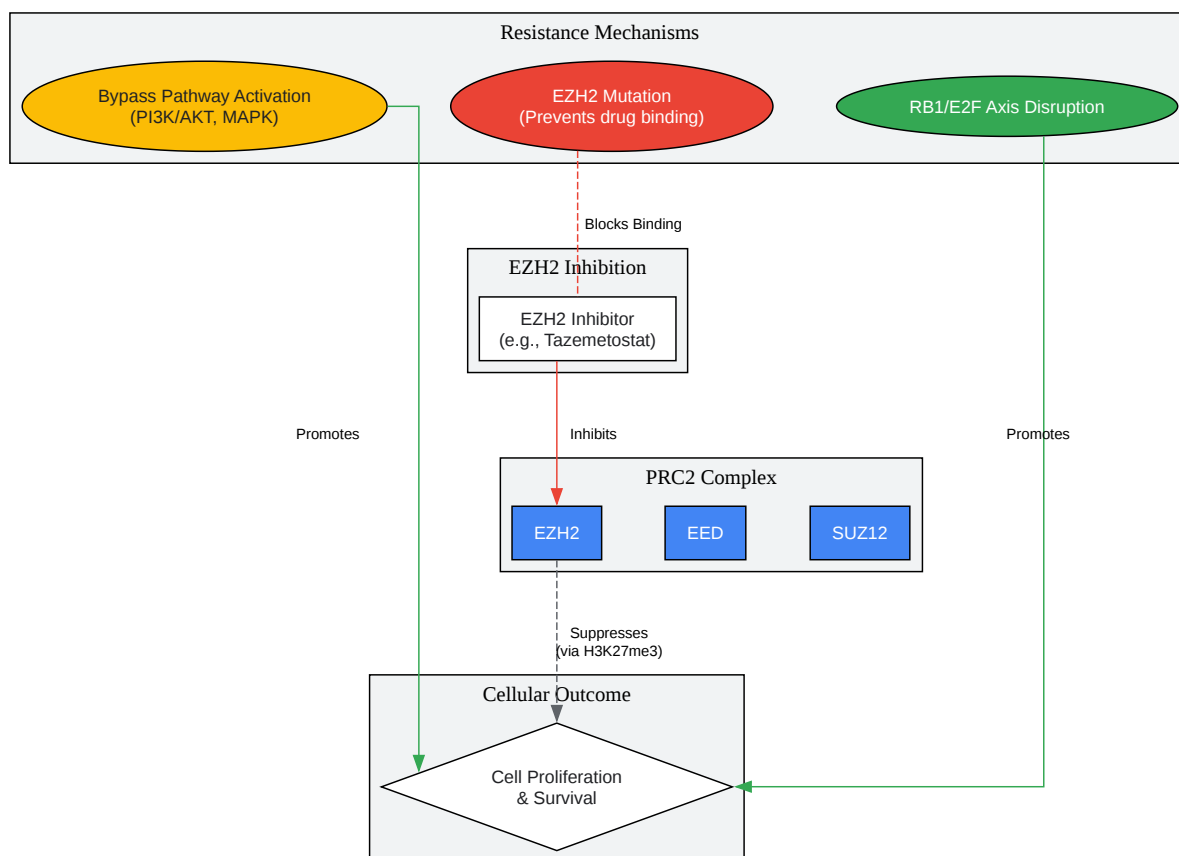 Resistance Mechanisms
Bypass Pathway Activation
(PI3K/AKT, MAPK)
EZH2 Mutation
(Prevents drug binding)
RB1/E2F Axis Disruption
Blocks Binding
EZH2 Inhibition
EZH2 Inhibitor
(e.g., Tazemetostat)
Promotes
Inhibits
Promotes
PRC2 Complex
EZH2
EED
SUZ12
Suppresses
(via H3K27me3)
Cellular Outcome
Cell Proliferation
& Survival